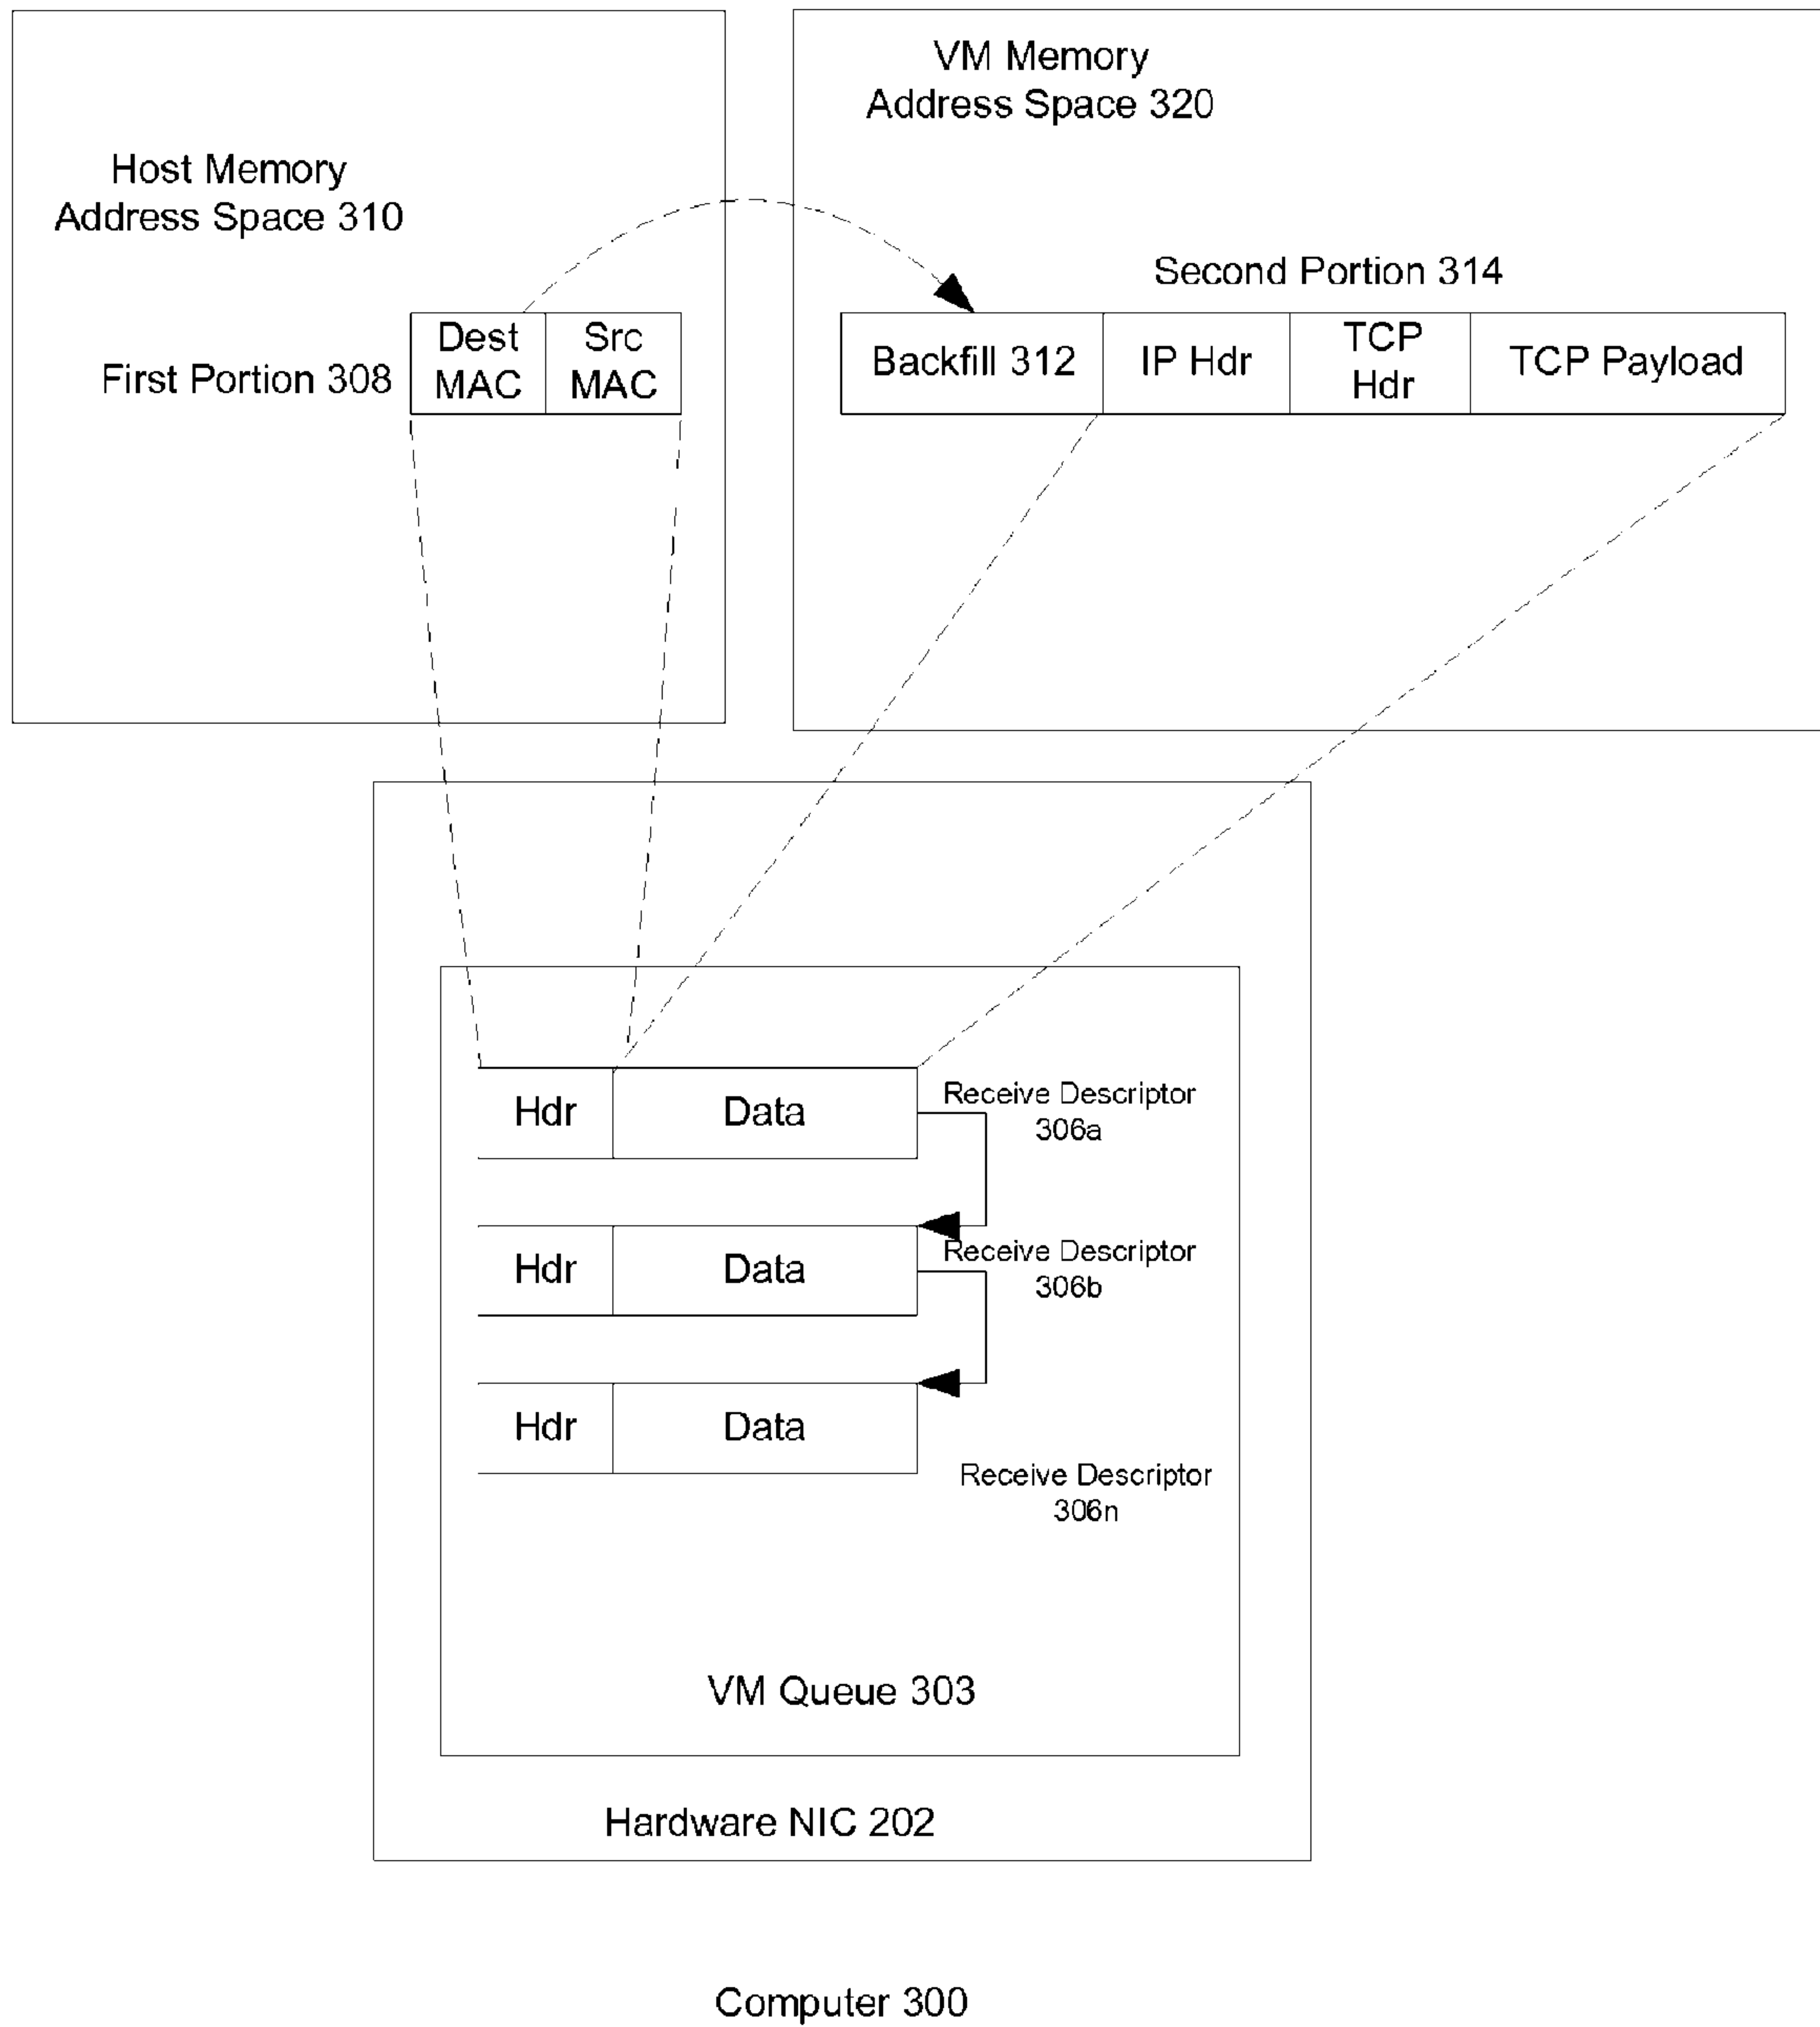 Host Memory
Address Space 310
VM Memory
Address Space 320
Second Portion 314
First Portion 308
Dest
MAC
Src
MAC
Backfill 312
IP Hdr
TCP
Hdr
TCP Payload
Hdr
Data
Receive Descriptor
306a
Hdr
Data
Receive Descriptor
306b
Hdr
Data
Receive Descriptor
306n
VM Queue 303
Hardware NIC 202
Computer 300